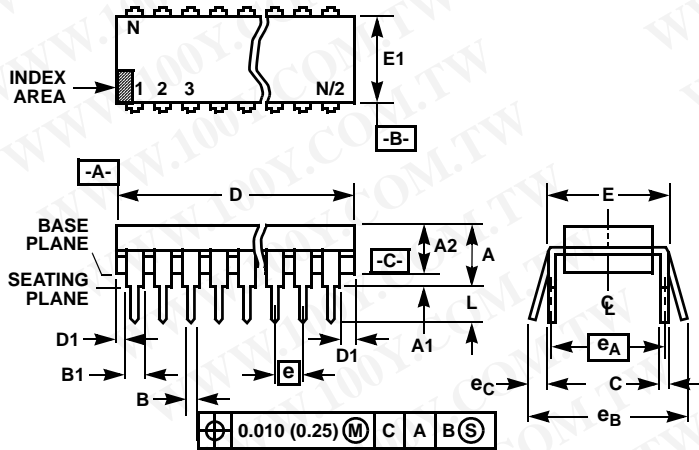 N
E1
INDEX
AREA
1 2 3 N/2
-B-
-A-
D
E
BASE
PLANE
A2
A
-C-
SEATING
PLANE
L
D1
A1
D1
B1
e
B
eA
eC
C
eB
0.010 (0.25) Ⓜ C A B Ⓢ
℄
WWW.100Y.COM.TW